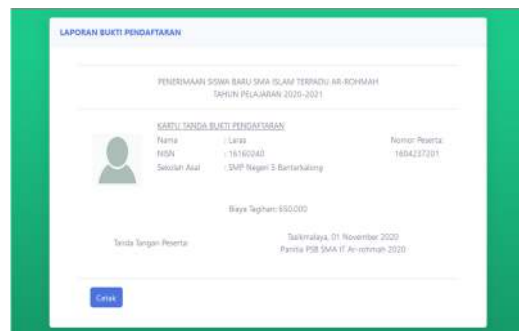 LAPORAN BUKTI PENDAFTARAN
PENERIMAAN SISWA BARU SMA ISLAM TERPADU AR-ROHMAH
TAHUN PELAJARAN 2020-2021
KARTU TANDA BUKTI PENDAFTARAN
Nama : Laras
Nomor Peserta:
NISN : 16160240
1604237201
Sekolah Asal : SMP Negeri 3 Bantarkalong
Biaya Tagihan: 650.000
Tanda Tangan Peserta
Tasikmalaya, 01 November 2020
Panitia PSB SMA IT Ar-rohmah 2020
Cetak